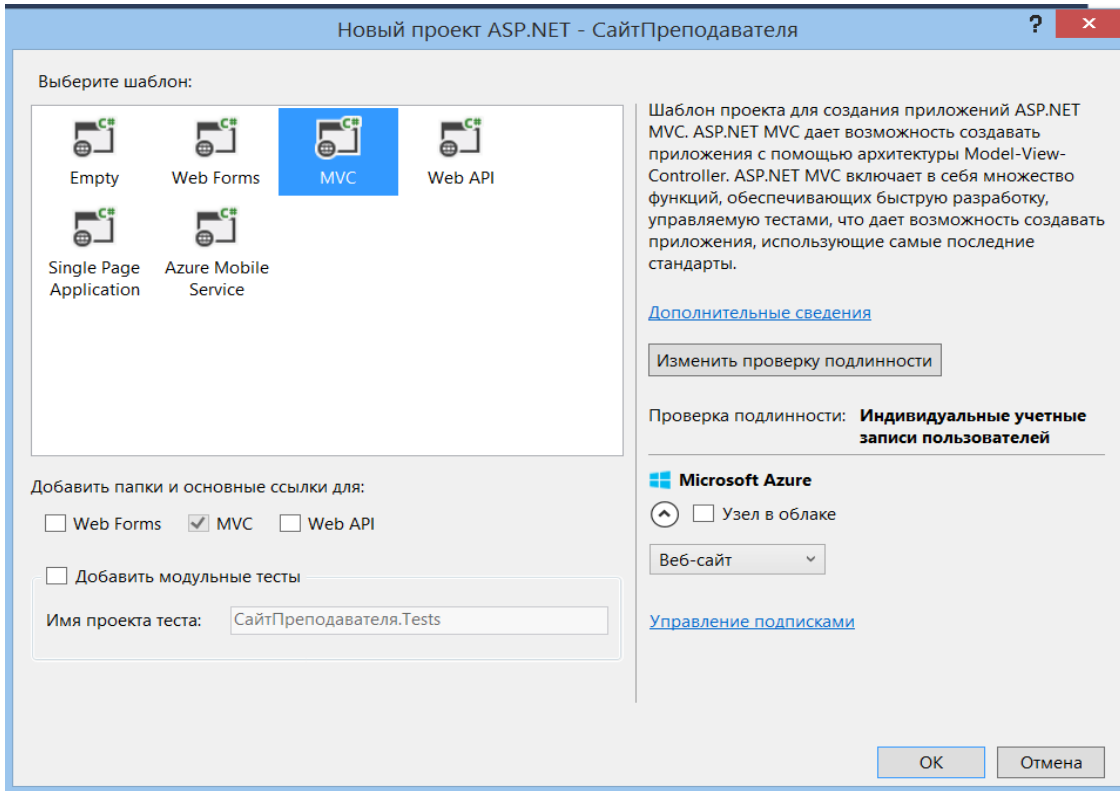 Новый проект ASP.NET - СайтПреподавателя
?
Выберите шаблон:
Empty
Web Forms
MVC
Web API
Single Page
Application
Azure Mobile
Service
Добавить папки и основные ссылки для:
Web Forms
MVC
Web API
Добавить модульные тесты
Имя проекта теста:
СайтПреподавателя.Tests
Шаблон проекта для создания приложений ASP.NET
MVC. ASP.NET MVC дает возможность создавать
приложения с помощью архитектуры Model-View-
Controller. ASP.NET MVC включает в себя множество
функций, обеспечивающих быструю разработку,
управляемую тестами, что дает возможность создавать
приложения, использующие самые последние
стандарты.
Дополнительные сведения
Изменить проверку подлинности
Проверка подлинности: Индивидуальные учетные
записи пользователей
Microsoft Azure
Узел в облаке
Веб-сайт
Управление подписками
ОК
Отмена